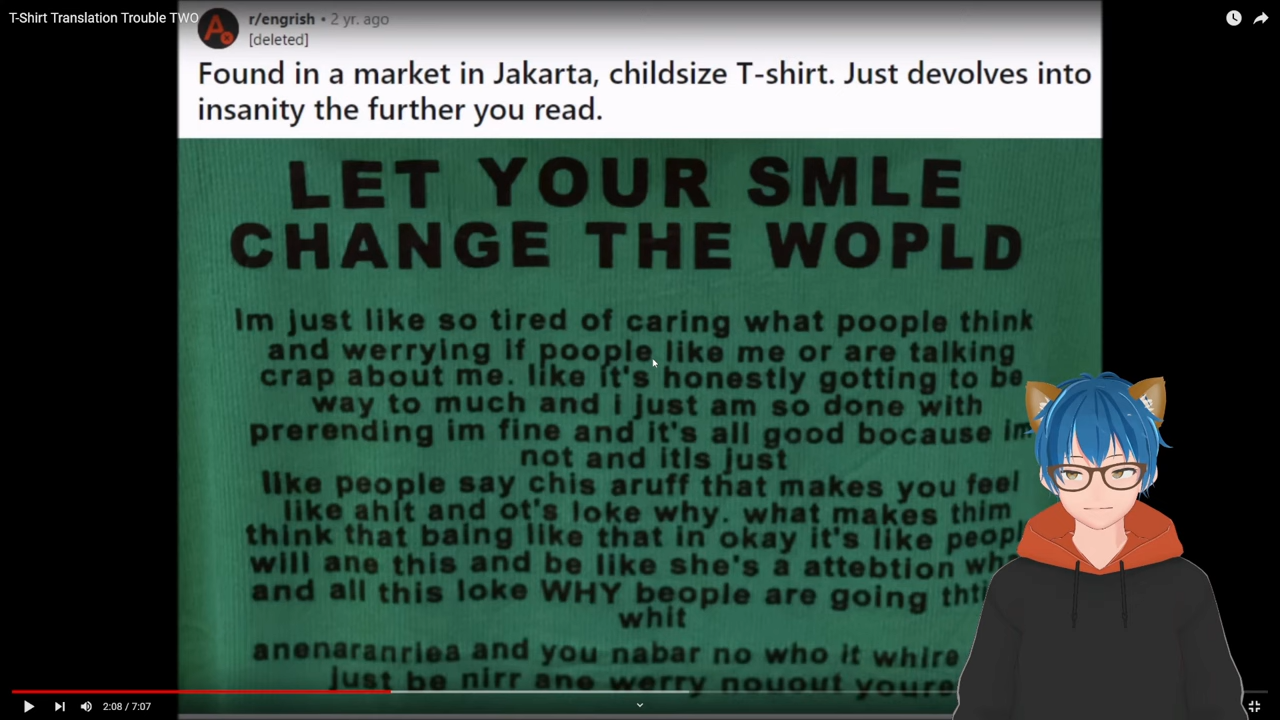 T-Shirt Translation Trouble TWO
r/engrish • 2 yr. ago
[deleted]
Found in a market in Jakarta, childsize T-shirt. Just devolves into
insanity the further you read.
LET YOUR SMLE
CHANGE THE WOPLD
Im just like so tired of caring what poople think
and werrying if poople like me or are talking
crap about me. like it's honestly gotting to be
way to much and i just am so done with
prerending im fine and it's all good bocause im
not and itls just
like people say chis aruff that makes you feel
like ahit and ot's loke why. what makes thim
think that baing like that in okay it's like peopl
will ane this and be like she's a attebtion
and all this loke WHY beople are going
whit
anenaranriea and you nabar no who it whire
just be nirr ane werry nouout youre
2:08 / 7:07